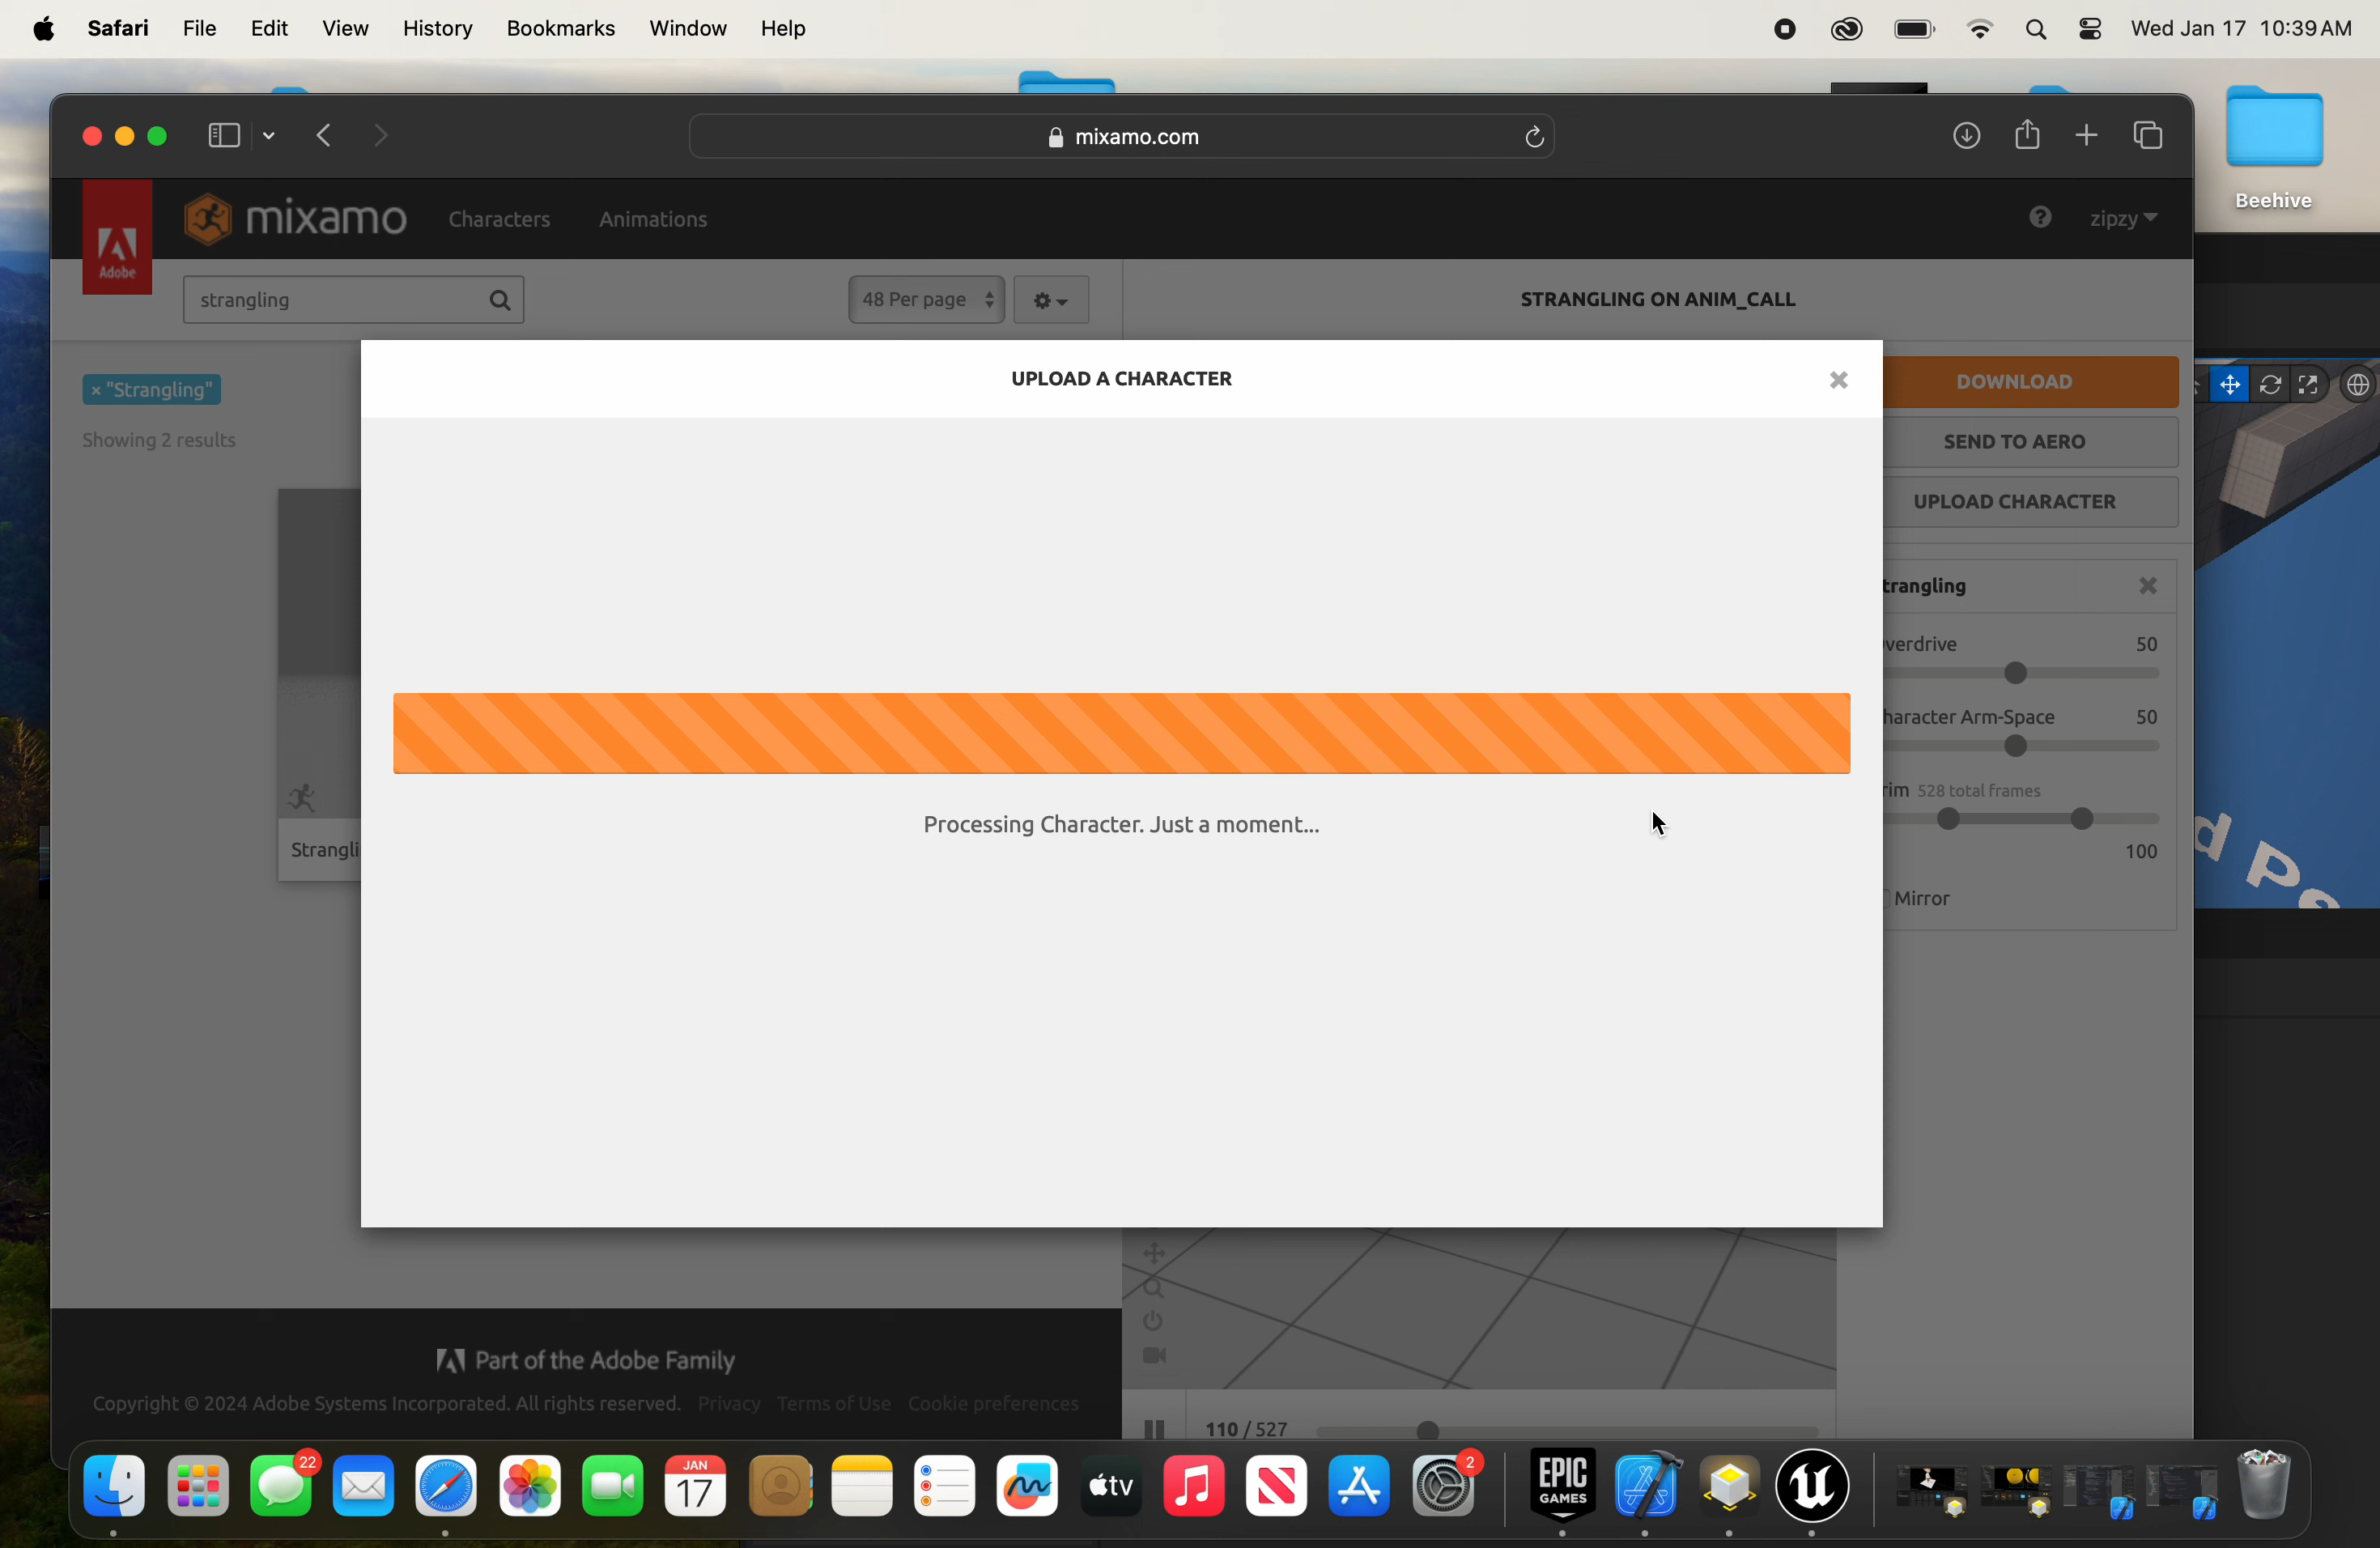 Safari File Edit View History Bookmarks Window Help Wed Jan 17 10:39 AM
mixamo.com
Beehive
Adobe
mixamo Characters Animations zipzy
strangling 48 Per page STRANGLING ON ANIM_CALL
UPLOAD A CHARACTER
DOWNLOAD
× "Strangling"
Showing 2 results
SEND TO AERO
UPLOAD CHARACTER
trangling
verdrive 50
haracter Arm-Space 50
rim 528 total frames
Processing Character. Just a moment...
Strangli
100
Mirror
d Po
Part of the Adobe Family
Copyright © 2024 Adobe Systems Incorporated. All rights reserved. Privacy Terms of Use Cookie preferences
110 / 527
22
JAN
17
tv
2
EPIC
GAMES